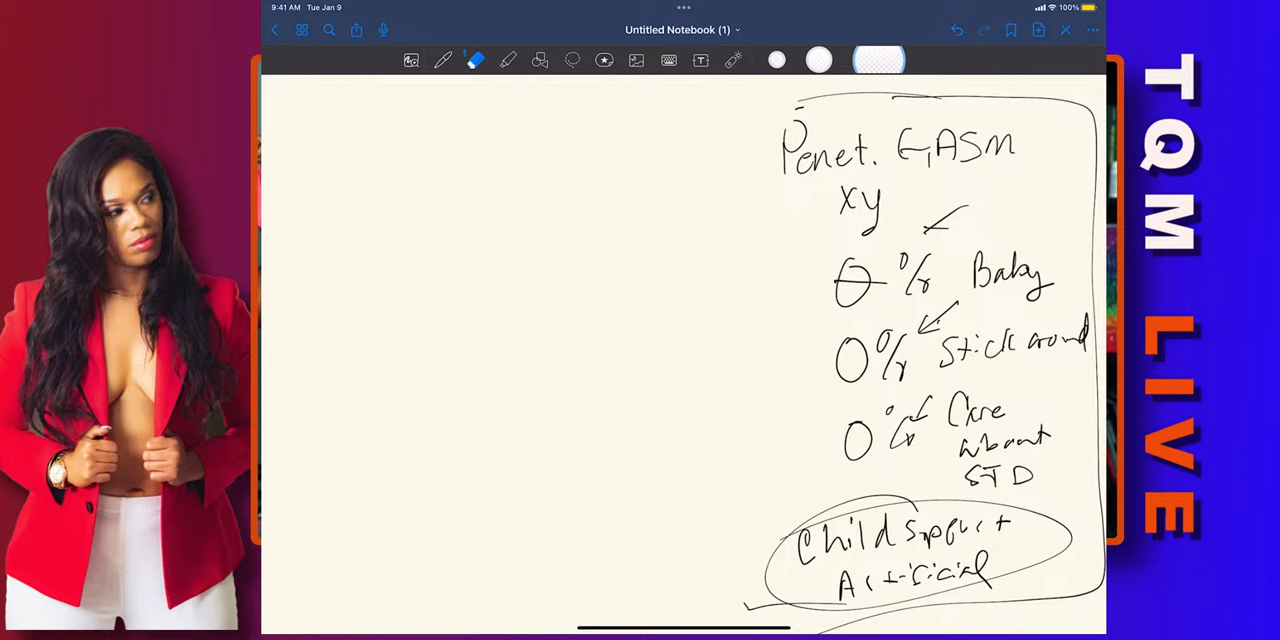 9:41 AM Tue Jan 9
100%
Untitled Notebook (1)
Penet. GASM
xy
0 % Baby
0 % Stick around
0 % Care
about
STD
Child Support
Artificial
TQM LIVE